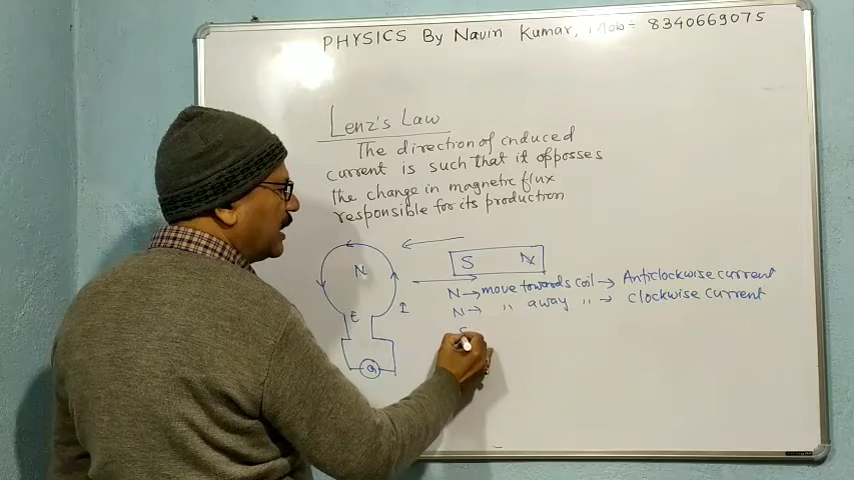 PHYSICS By Navin Kumar, Mob÷ 8340669075
Lenz's Law
The direction of induced
current is such that it opposses
the change in magnetic flux
responsible for its production
N
S N
E I
G
N → move towards coil → Anticlockwise current
N → " away " → clockwise current
S